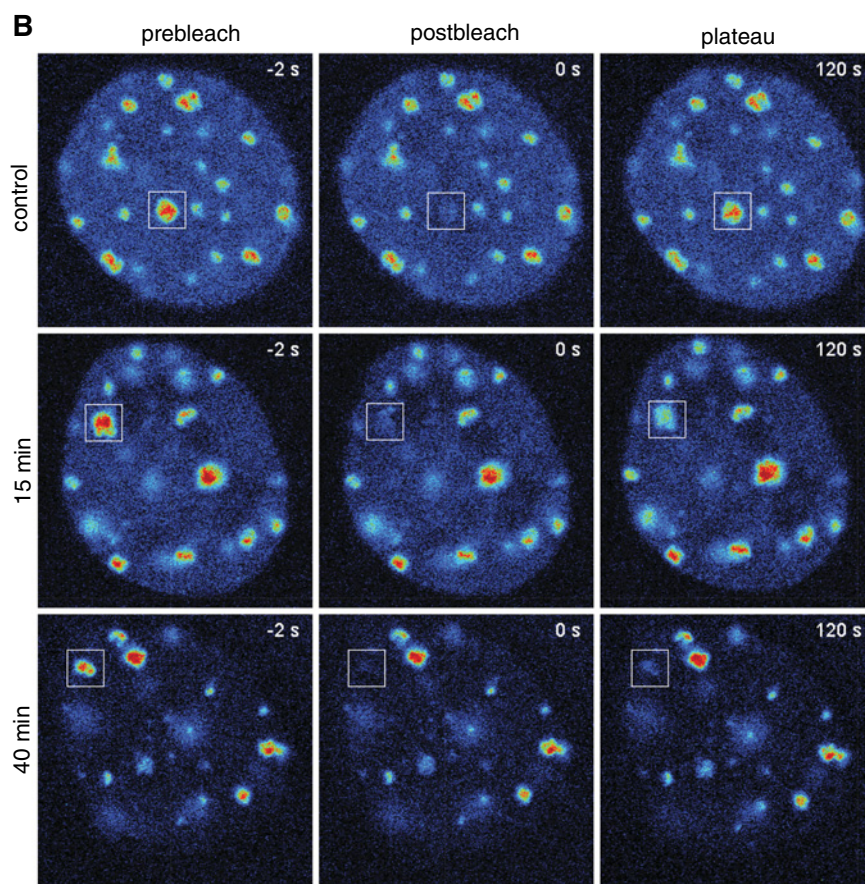 B
prebleach postbleach plateau
control -2 s 0 s 120 s
15 min -2 s 0 s 120 s
40 min -2 s 0 s 120 s